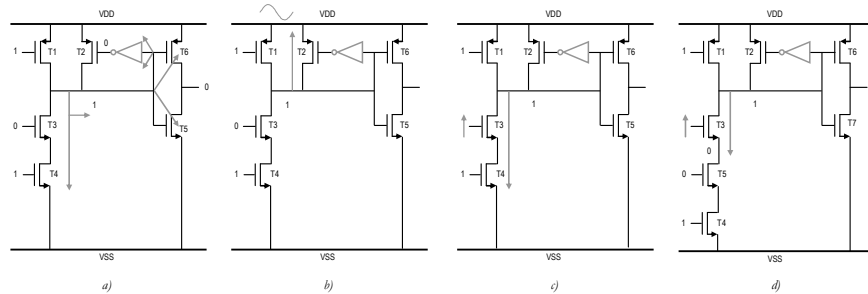 VDD VDD VDD VDD
1 T1 T2 0 T6 1 T1 T2 T6 1 T1 T2 T6 1 T1 T2 T6
0
1 1 1 1
0 T3 T5 0 T3 T5 T3 T5 T3 T7
0
1 T4 1 T4 1 T4 0 T5
1 T4
VSS VSS VSS VSS
a) b) c) d)